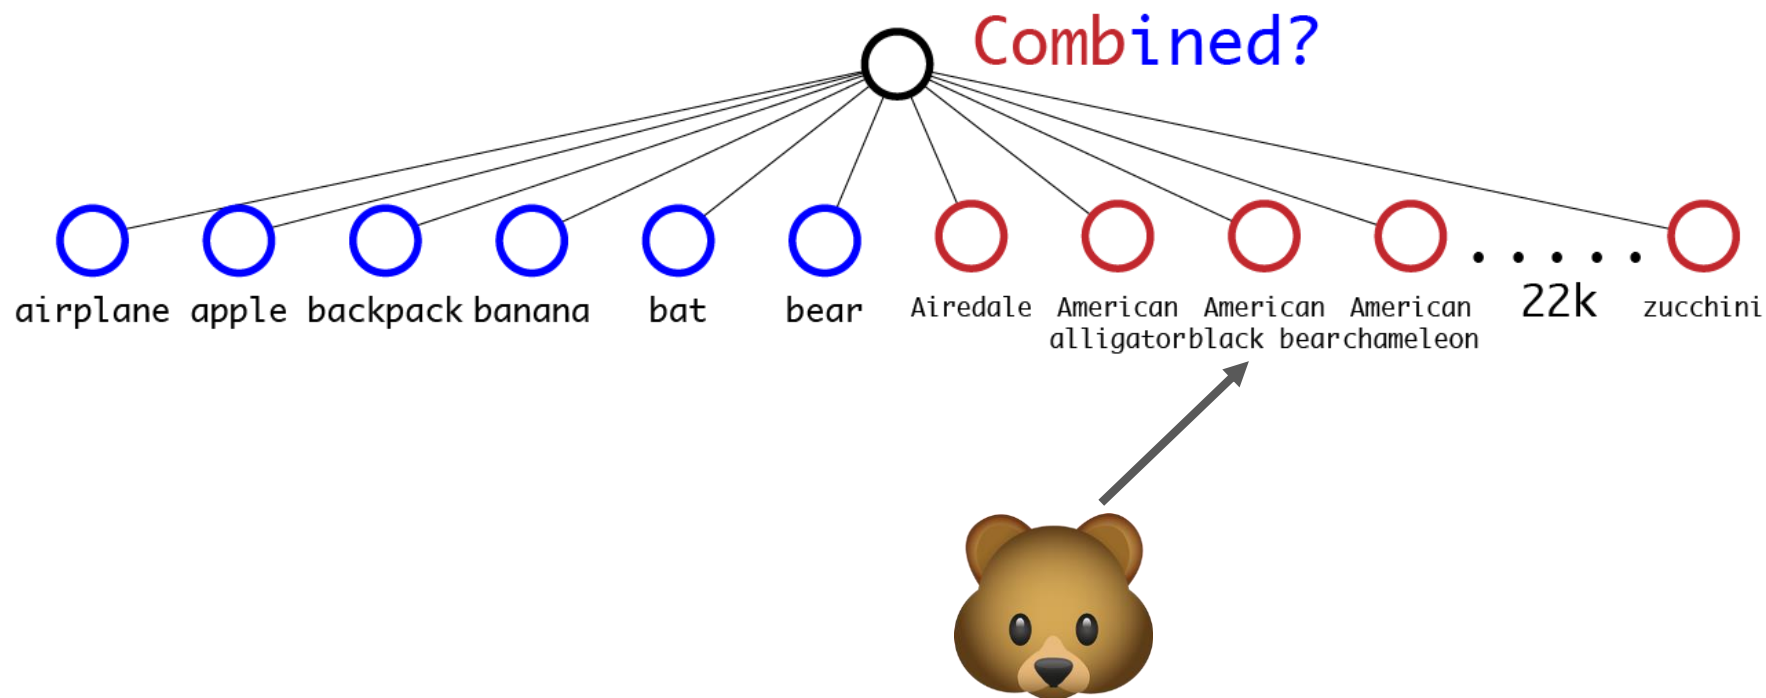 Combined?
airplane apple backpack banana bat bear Airedale American American American 22k zucchini
alligator black bear chameleon